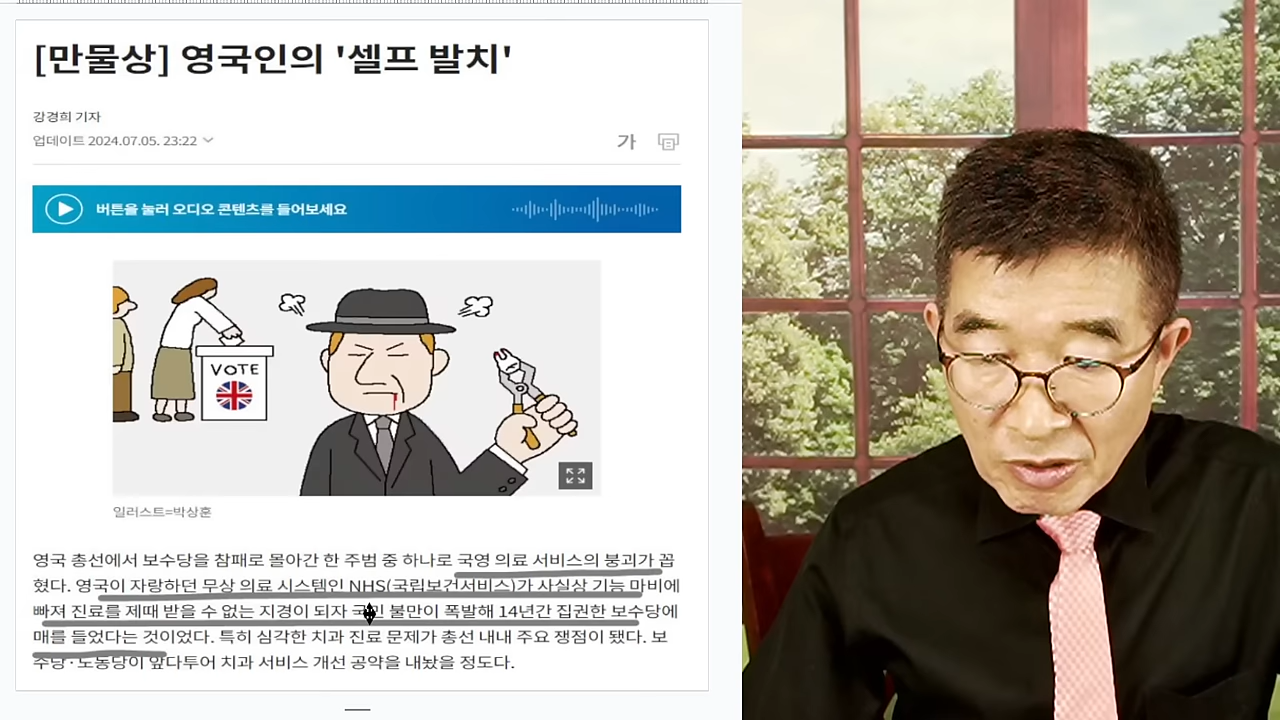 [만물상] 영국인의 '셀프 발치'
강경희 기자
업데이트 2024.07.05. 23:22
가
버튼을 눌러 오디오 콘텐츠를 들어보세요
VOTE
일러스트=박상훈
영국 총선에서 보수당을 참패로 몰아간 한 주범 중 하나로 국영 의료 서비스의 붕괴가 꼽
혔다. 영국이 자랑하던 무상 의료 시스템인 NHS(국립보건서비스)가 사실상 기능 마비에
빠져 진료를 제때 받을 수 없는 지경이 되자 국민 불만이 폭발해 14년간 집권한 보수당에
매를 들었다는 것이었다. 특히 심각한 치과 진료 문제가 총선 내내 주요 쟁점이 됐다. 보
수당·노동당이 앞다투어 치과 서비스 개선 공약을 내놨을 정도다.